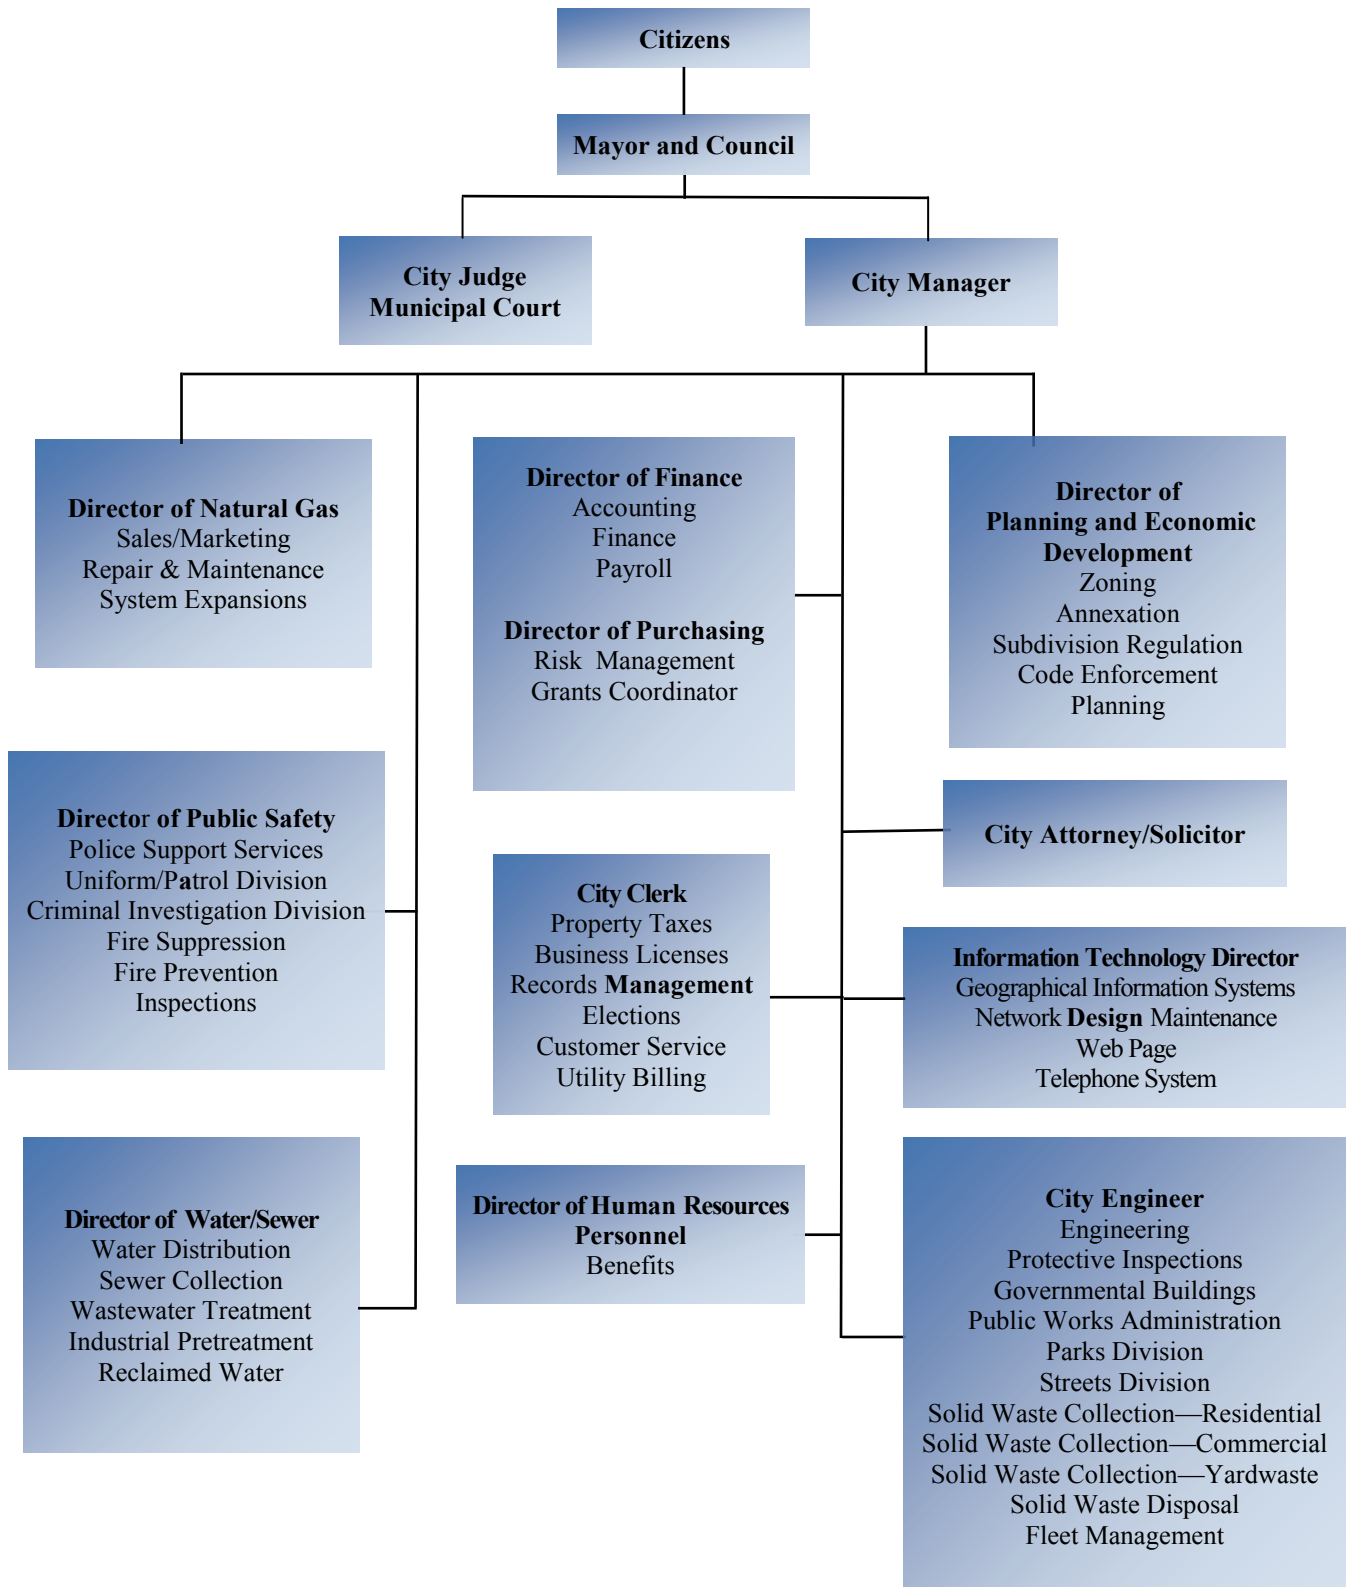 Citizens
Mayor and Council
City Judge
Municipal Court
City Manager
Director of Natural Gas
Sales/Marketing
Repair & Maintenance
System Expansions
Director of Finance
Accounting
Finance
Payroll
Director of Purchasing
Risk Management
Grants Coordinator
Director of
Planning and Economic
Development
Zoning
Annexation
Subdivision Regulation
Code Enforcement
Planning
Director of Public Safety
Police Support Services
Uniform/Patrol Division
Criminal Investigation Division
Fire Suppression
Fire Prevention
Inspections
City Attorney/Solicitor
City Clerk
Property Taxes
Business Licenses
Records Management
Elections
Customer Service
Utility Billing
Information Technology Director
Geographical Information Systems
Network Design Maintenance
Web Page
Telephone System
Director of Water/Sewer
Water Distribution
Sewer Collection
Wastewater Treatment
Industrial Pretreatment
Reclaimed Water
Director of Human Resources
Personnel
Benefits
City Engineer
Engineering
Protective Inspections
Governmental Buildings
Public Works Administration
Parks Division
Streets Division
Solid Waste Collection—Residential
Solid Waste Collection—Commercial
Solid Waste Collection—Yardwaste
Solid Waste Disposal
Fleet Management